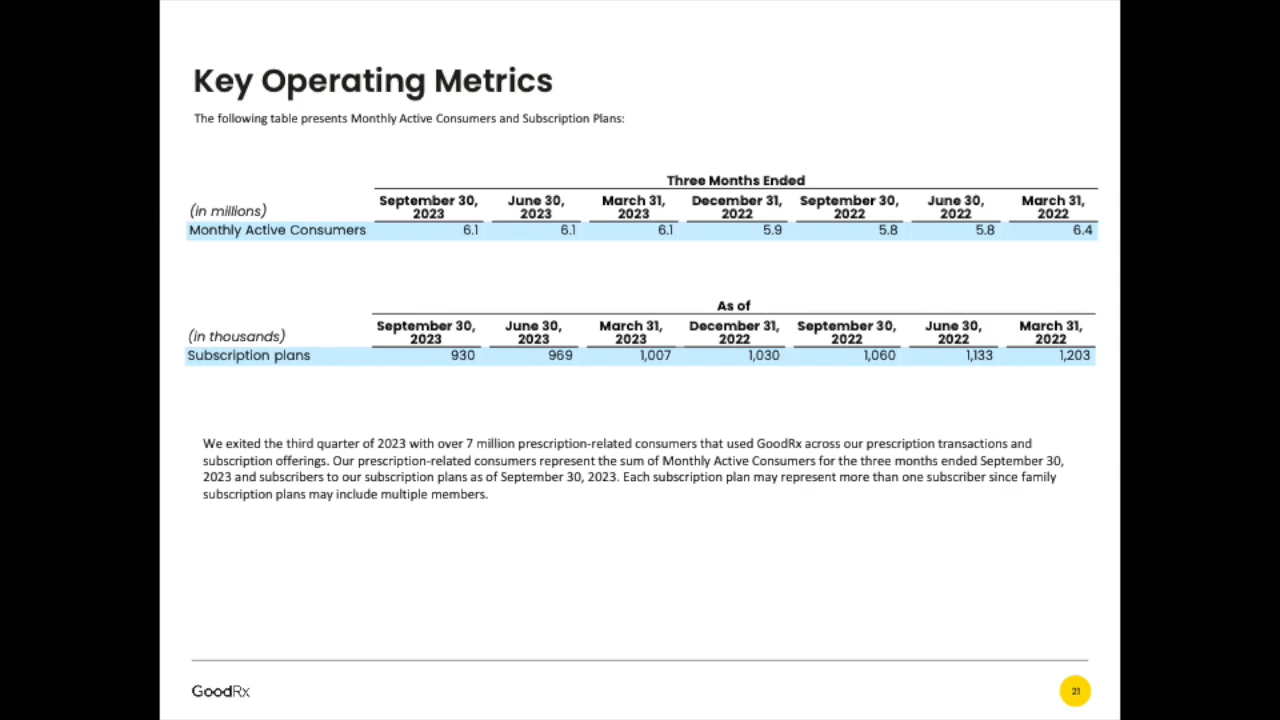 Key Operating Metrics
The following table presents Monthly Active Consumers and Subscription Plans:
Three Months Ended
(in millions) September 30, 2023 June 30, 2023 March 31, 2023 December 31, 2022 September 30, 2022 June 30, 2022 March 31, 2022
Monthly Active Consumers 6.1 6.1 6.1 5.9 5.8 5.8 6.4
As of
(in thousands) September 30, 2023 June 30, 2023 March 31, 2023 December 31, 2022 September 30, 2022 June 30, 2022 March 31, 2022
Subscription plans 930 969 1,007 1,030 1,060 1,133 1,203
We exited the third quarter of 2023 with over 7 million prescription-related consumers that used GoodRx across our prescription transactions and
subscription offerings. Our prescription-related consumers represent the sum of Monthly Active Consumers for the three months ended September 30,
2023 and subscribers to our subscription plans as of September 30, 2023. Each subscription plan may represent more than one subscriber since family
subscription plans may include multiple members.
GoodRx
21